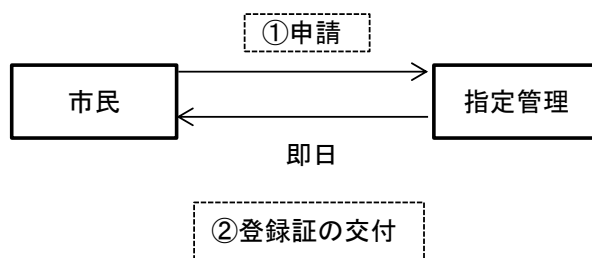 ①申請
市民
指定管理
即日
②登録証の交付